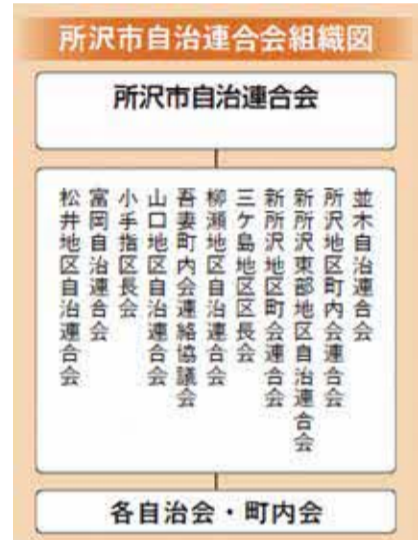 所沢市自治連合会組織図
所沢市自治連合会
並木自治連合会
所沢地区町内会連合会
新所沢東部地区自治連合会
新所沢地区町会連合会
三ケ島地区区長会
柳瀬地区自治連合会
吾妻町内会連絡協議会
山口地区自治連合会
小手指区長会
富岡自治連合会
松井地区自治連合会
各自治会・町内会